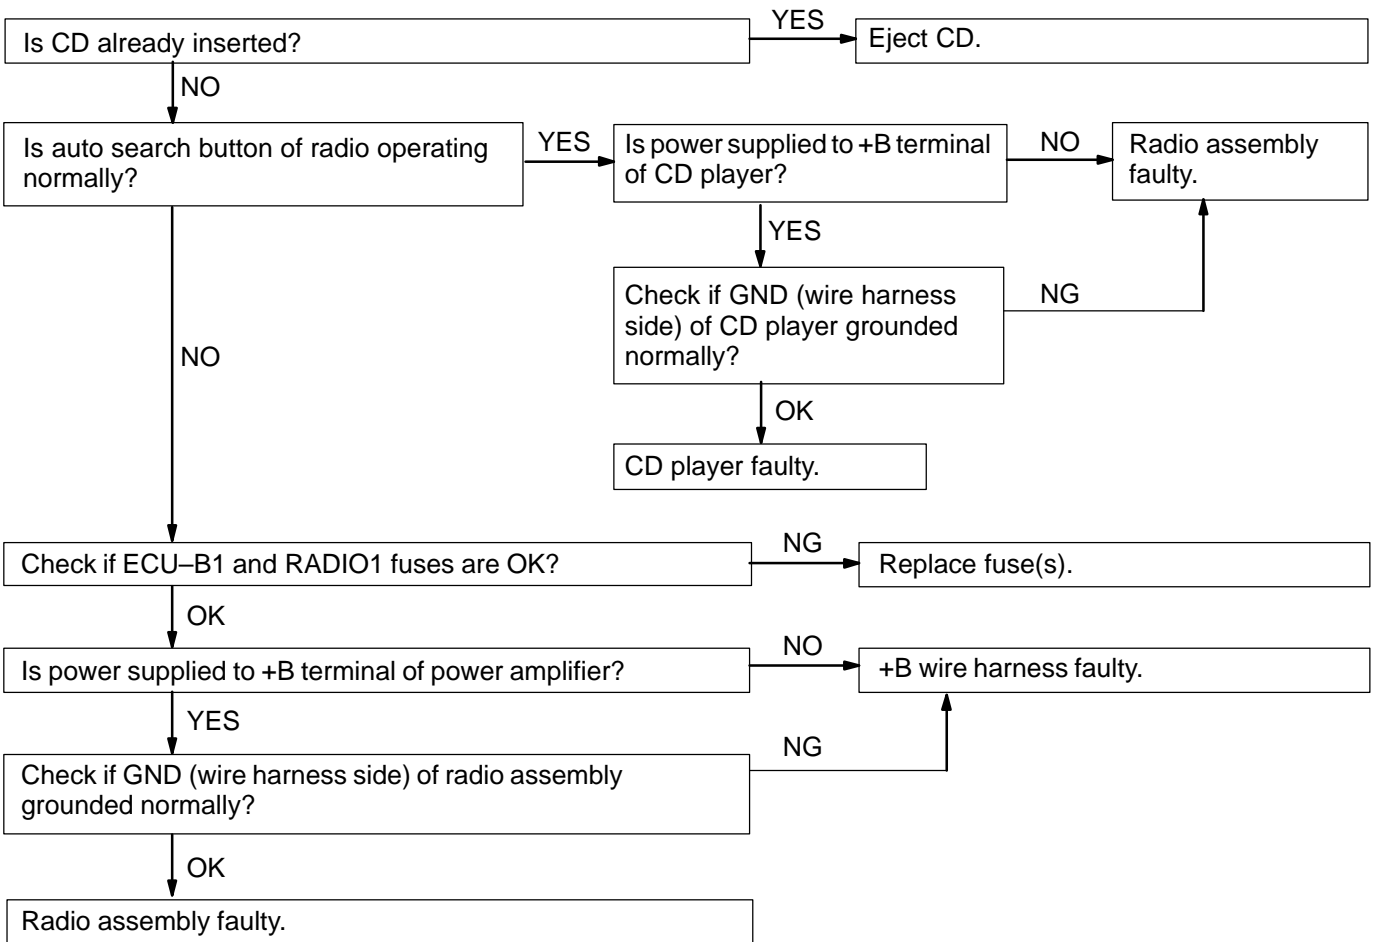 Is CD already inserted?
YES
Eject CD.
NO
Is auto search button of radio operating
normally?
YES
Is power supplied to +B terminal
of CD player?
NO
Radio assembly
faulty.
YES
Check if GND (wire harness
side) of CD player grounded
normally?
NG
NO
OK
CD player faulty.
Check if ECU–B1 and RADIO1 fuses are OK?
NG
Replace fuse(s).
OK
Is power supplied to +B terminal of power amplifier?
NO
+B wire harness faulty.
YES
Check if GND (wire harness side) of radio assembly
grounded normally?
NG
OK
Radio assembly faulty.